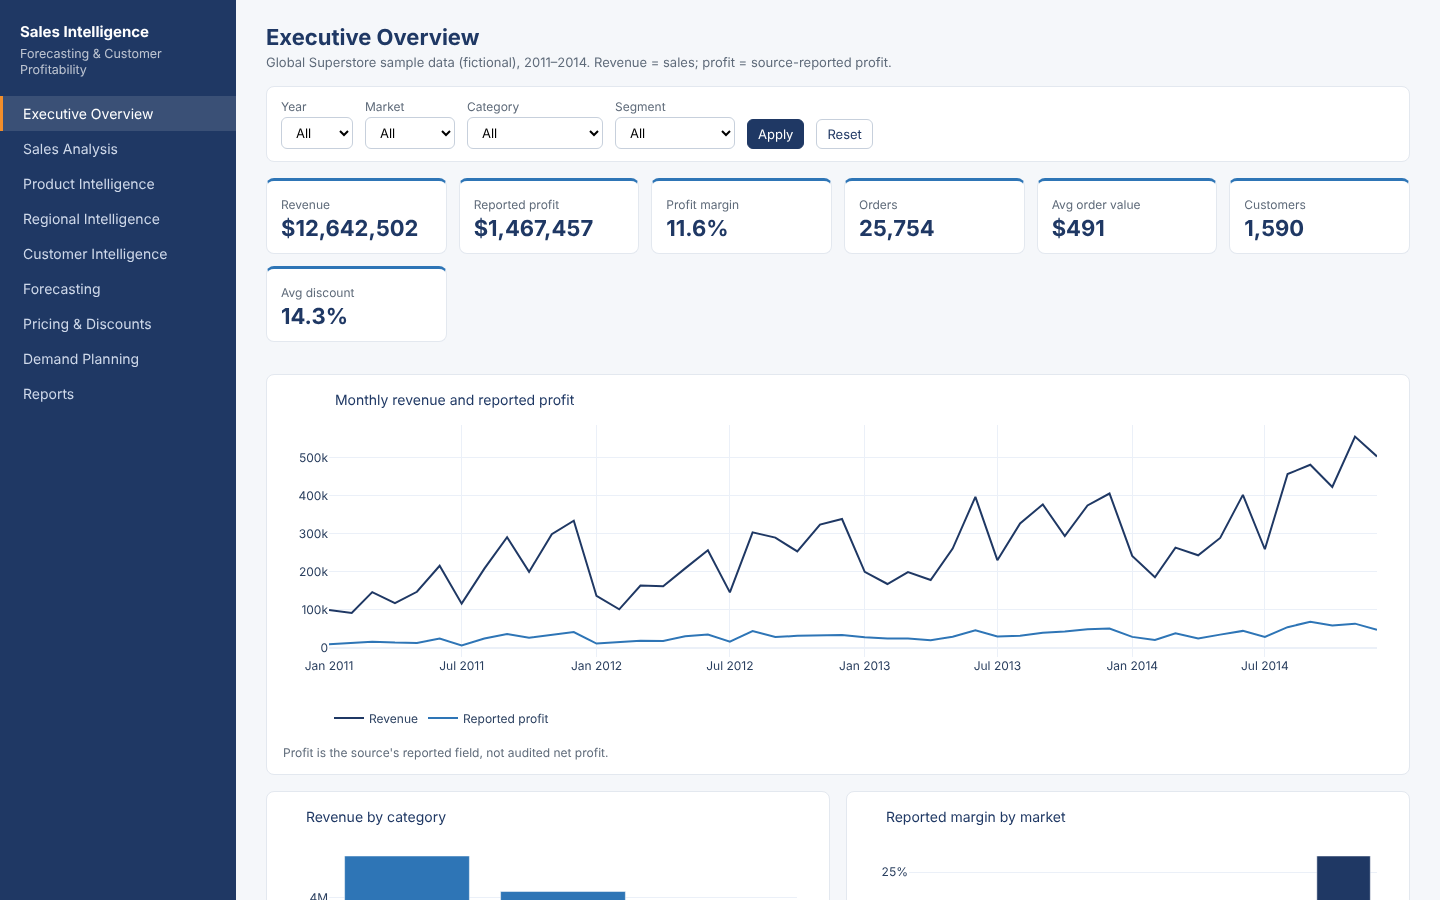 Sales Intelligence
Forecasting & Customer
Profitability
Executive Overview
Sales Analysis
Product Intelligence
Regional Intelligence
Customer Intelligence
Forecasting
Pricing & Discounts
Demand Planning
Reports
Executive Overview
Global Superstore sample data (fictional), 2011–2014. Revenue = sales; profit = source-reported profit.
Year Market Category Segment
All All All All Apply Reset
Revenue
$12,642,502
Reported profit
$1,467,457
Profit margin
11.6%
Orders
25,754
Avg order value
$491
Customers
1,590
Avg discount
14.3%
Monthly revenue and reported profit
500k
400k
300k
200k
100k
0
Jan 2011 Jul 2011 Jan 2012 Jul 2012 Jan 2013 Jul 2013 Jan 2014 Jul 2014
Revenue Reported profit
Profit is the source's reported field, not audited net profit.
Revenue by category
4M
Reported margin by market
25%